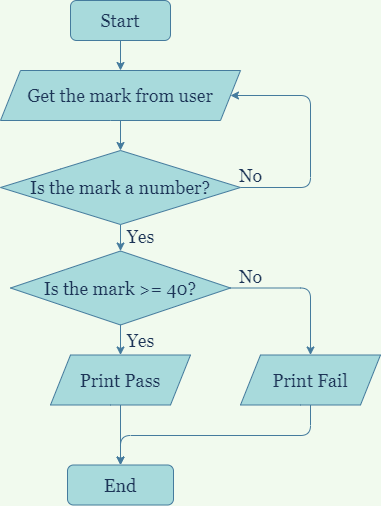 Start
Get the mark from user
Is the mark a number?
No
Yes
Is the mark >= 40?
No
Yes
Print Pass
Print Fail
End